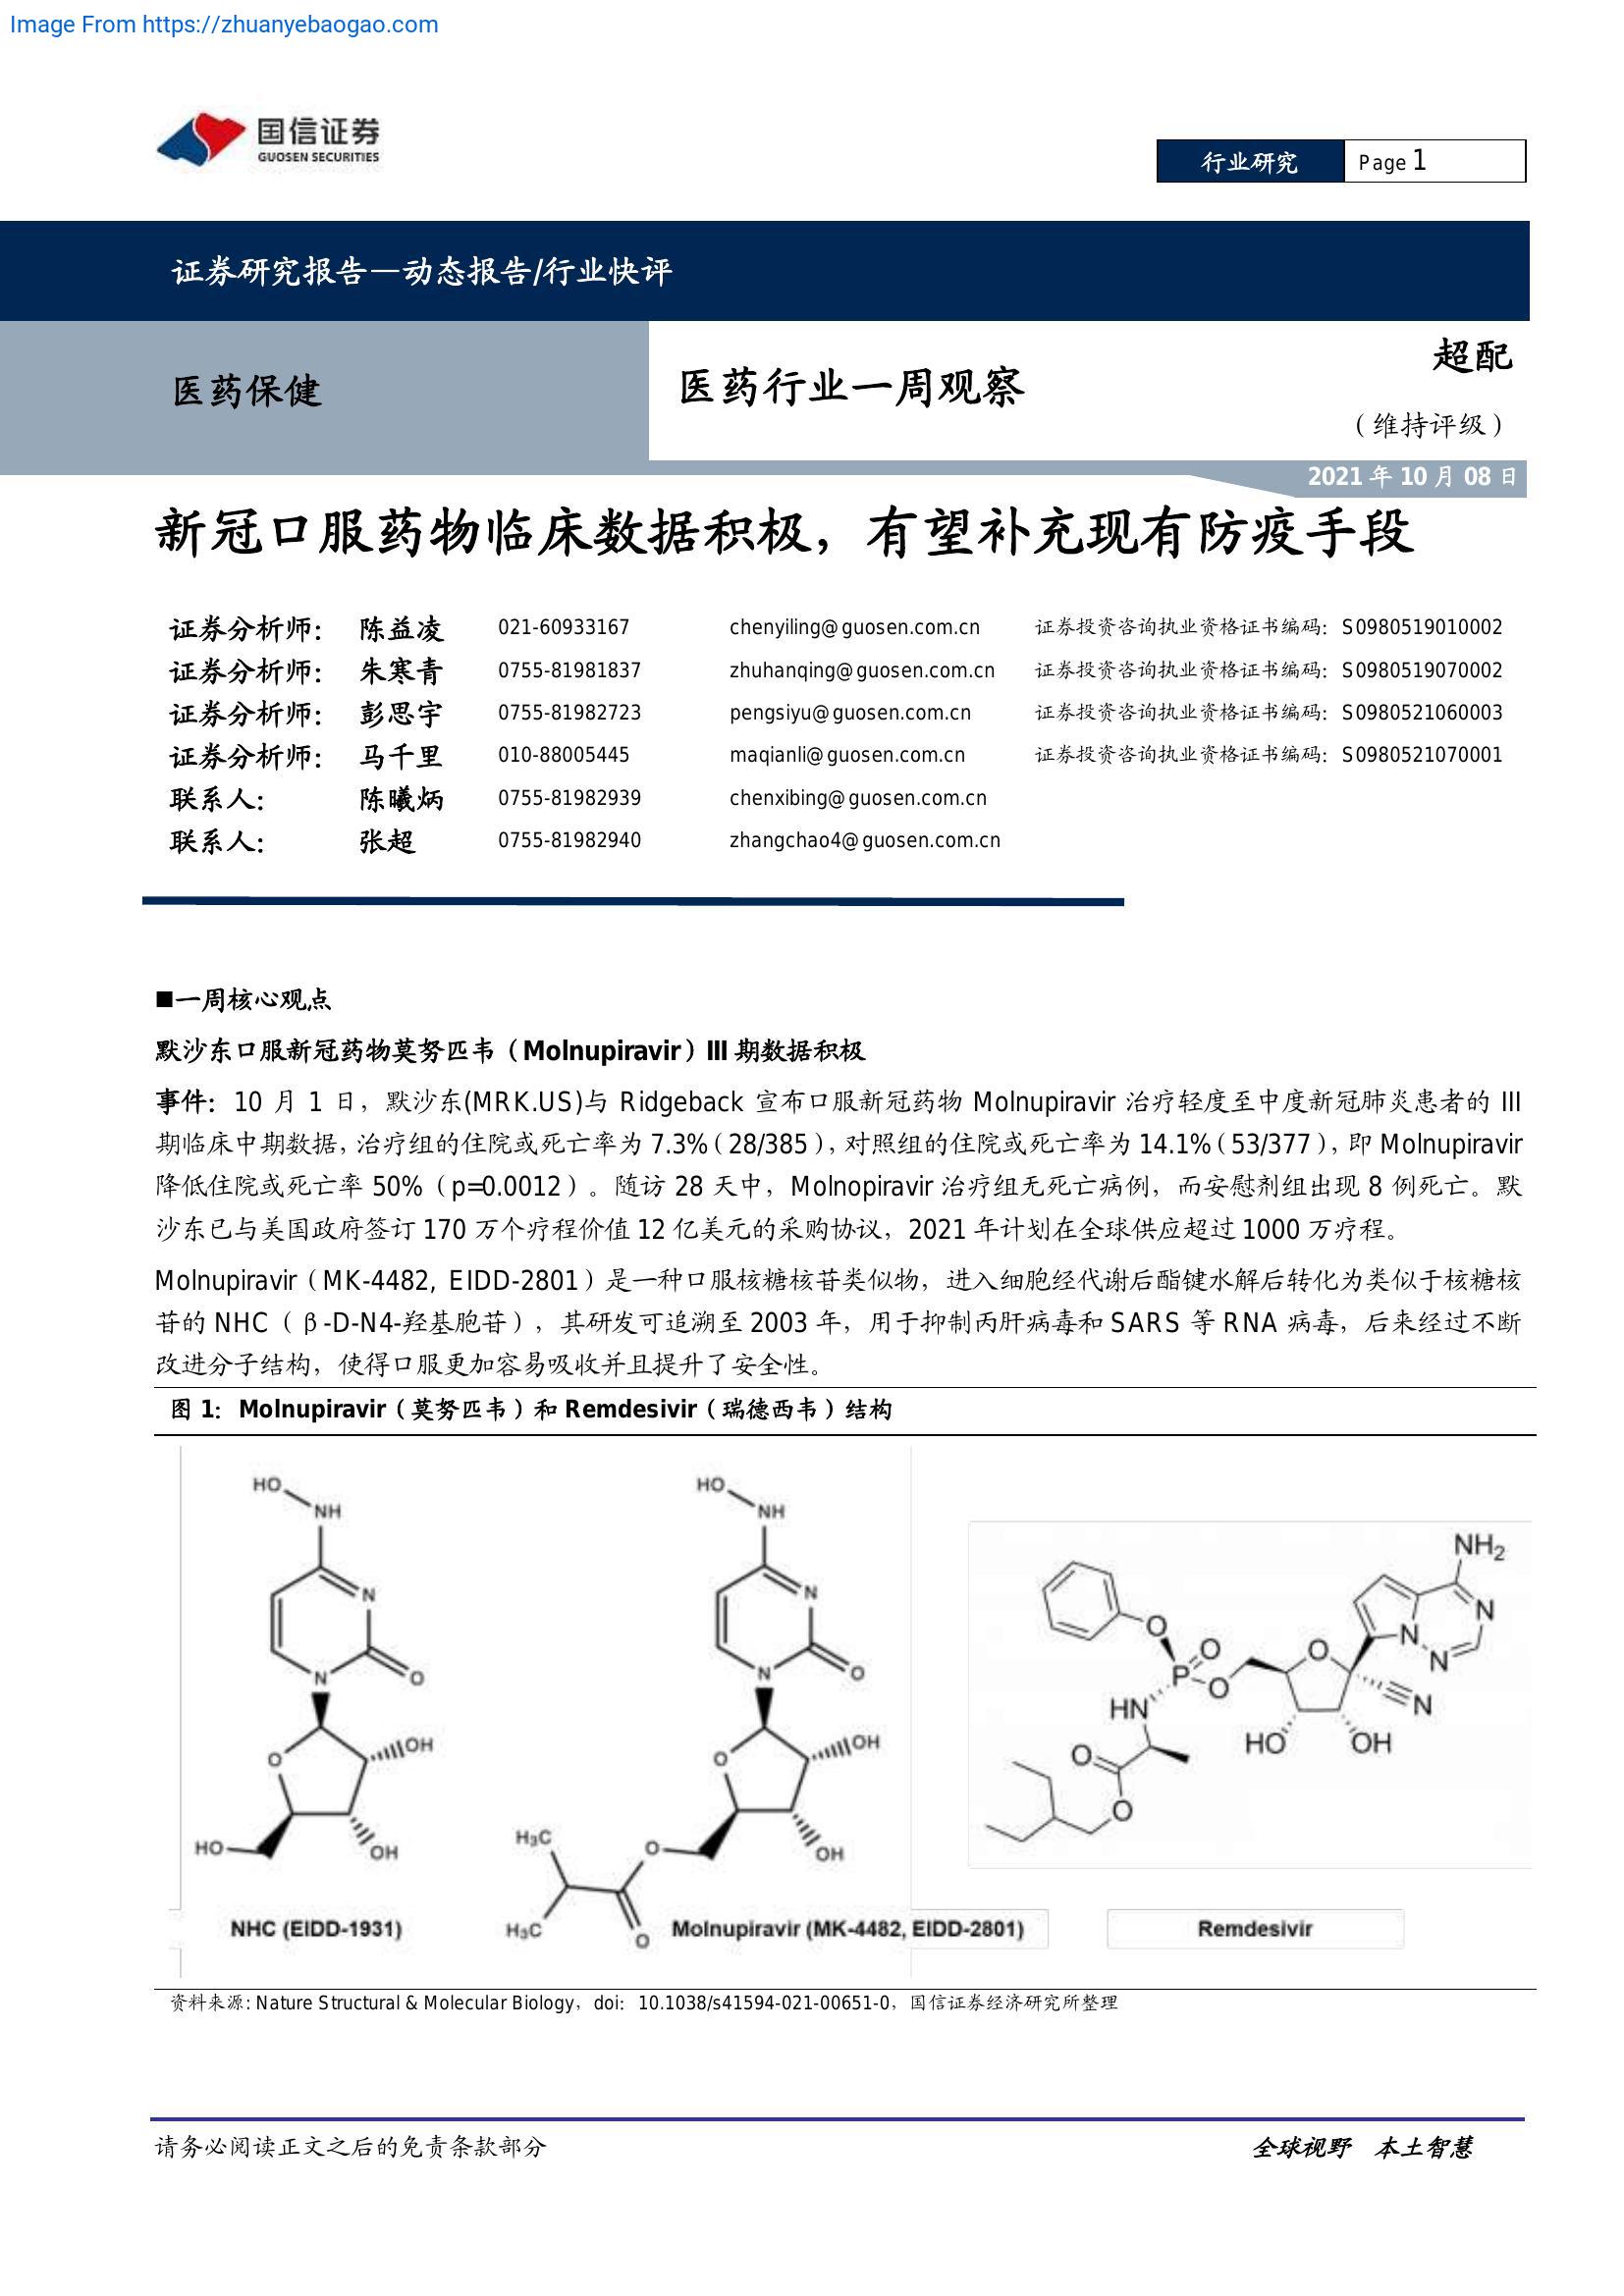 Image From https://zhuanyebaogao.com
国信证券
GUOSEN SECURITIES
行业研究 Page 1
证券研究报告—动态报告/行业快评
医药保健
医药行业一周观察
超配
（维持评级）
2021 年 10 月 08 日
新冠口服药物临床数据积极，有望补充现有防疫手段
证券分析师： 陈益凌 021-60933167 chenyiling@guosen.com.cn 证券投资咨询执业资格证书编码：S0980519010002
证券分析师： 朱寒青 0755-81981837 zhuhanqing@guosen.com.cn 证券投资咨询执业资格证书编码：S0980519070002
证券分析师： 彭思宇 0755-81982723 pengsiyu@guosen.com.cn 证券投资咨询执业资格证书编码：S0980521060003
证券分析师： 马千里 010-88005445 maqianli@guosen.com.cn 证券投资咨询执业资格证书编码：S0980521070001
联系人： 陈曦炳 0755-81982939 chenxibing@guosen.com.cn
联系人： 张超 0755-81982940 zhangchao4@guosen.com.cn
■一周核心观点
默沙东口服新冠药物莫努匹韦（Molnupiravir）III 期数据积极
事件：10 月 1 日，默沙东(MRK.US)与 Ridgeback 宣布口服新冠药物 Molnupiravir 治疗轻度至中度新冠肺炎患者的 III
期临床中期数据，治疗组的住院或死亡率为 7.3%（28/385），对照组的住院或死亡率为 14.1%（53/377），即 Molnupiravir
降低住院或死亡率 50%（p=0.0012）。随访 28 天中，Molnopiravir 治疗组无死亡病例，而安慰剂组出现 8 例死亡。默
沙东已与美国政府签订 170 万个疗程价值 12 亿美元的采购协议，2021 年计划在全球供应超过 1000 万疗程。
Molnupiravir（MK-4482, EIDD-2801）是一种口服核糖核苷类似物，进入细胞经代谢后酯键水解后转化为类似于核糖核
苷的 NHC（β-D-N4-羟基胞苷），其研发可追溯至 2003 年，用于抑制丙肝病毒和 SARS 等 RNA 病毒，后来经过不断
改进分子结构，使得口服更加容易吸收并且提升了安全性。
图 1：Molnupiravir（莫努匹韦）和 Remdesivir（瑞德西韦）结构
HO
NH
N
N
O
O
OH
HO
OH
NHC (EIDD-1931)
HO
NH
N
N
O
O
OH
H₃C
O
OH
H₃C
O
Molnupiravir (MK-4482, EIDD-2801)
NH₂
N
O
O
O
N
N
P
O
HN
N
HO
OH
O
O
Remdesivir
资料来源: Nature Structural & Molecular Biology，doi：10.1038/s41594-021-00651-0，国信证券经济研究所整理
请务必阅读正文之后的免责条款部分
全球视野 本土智慧